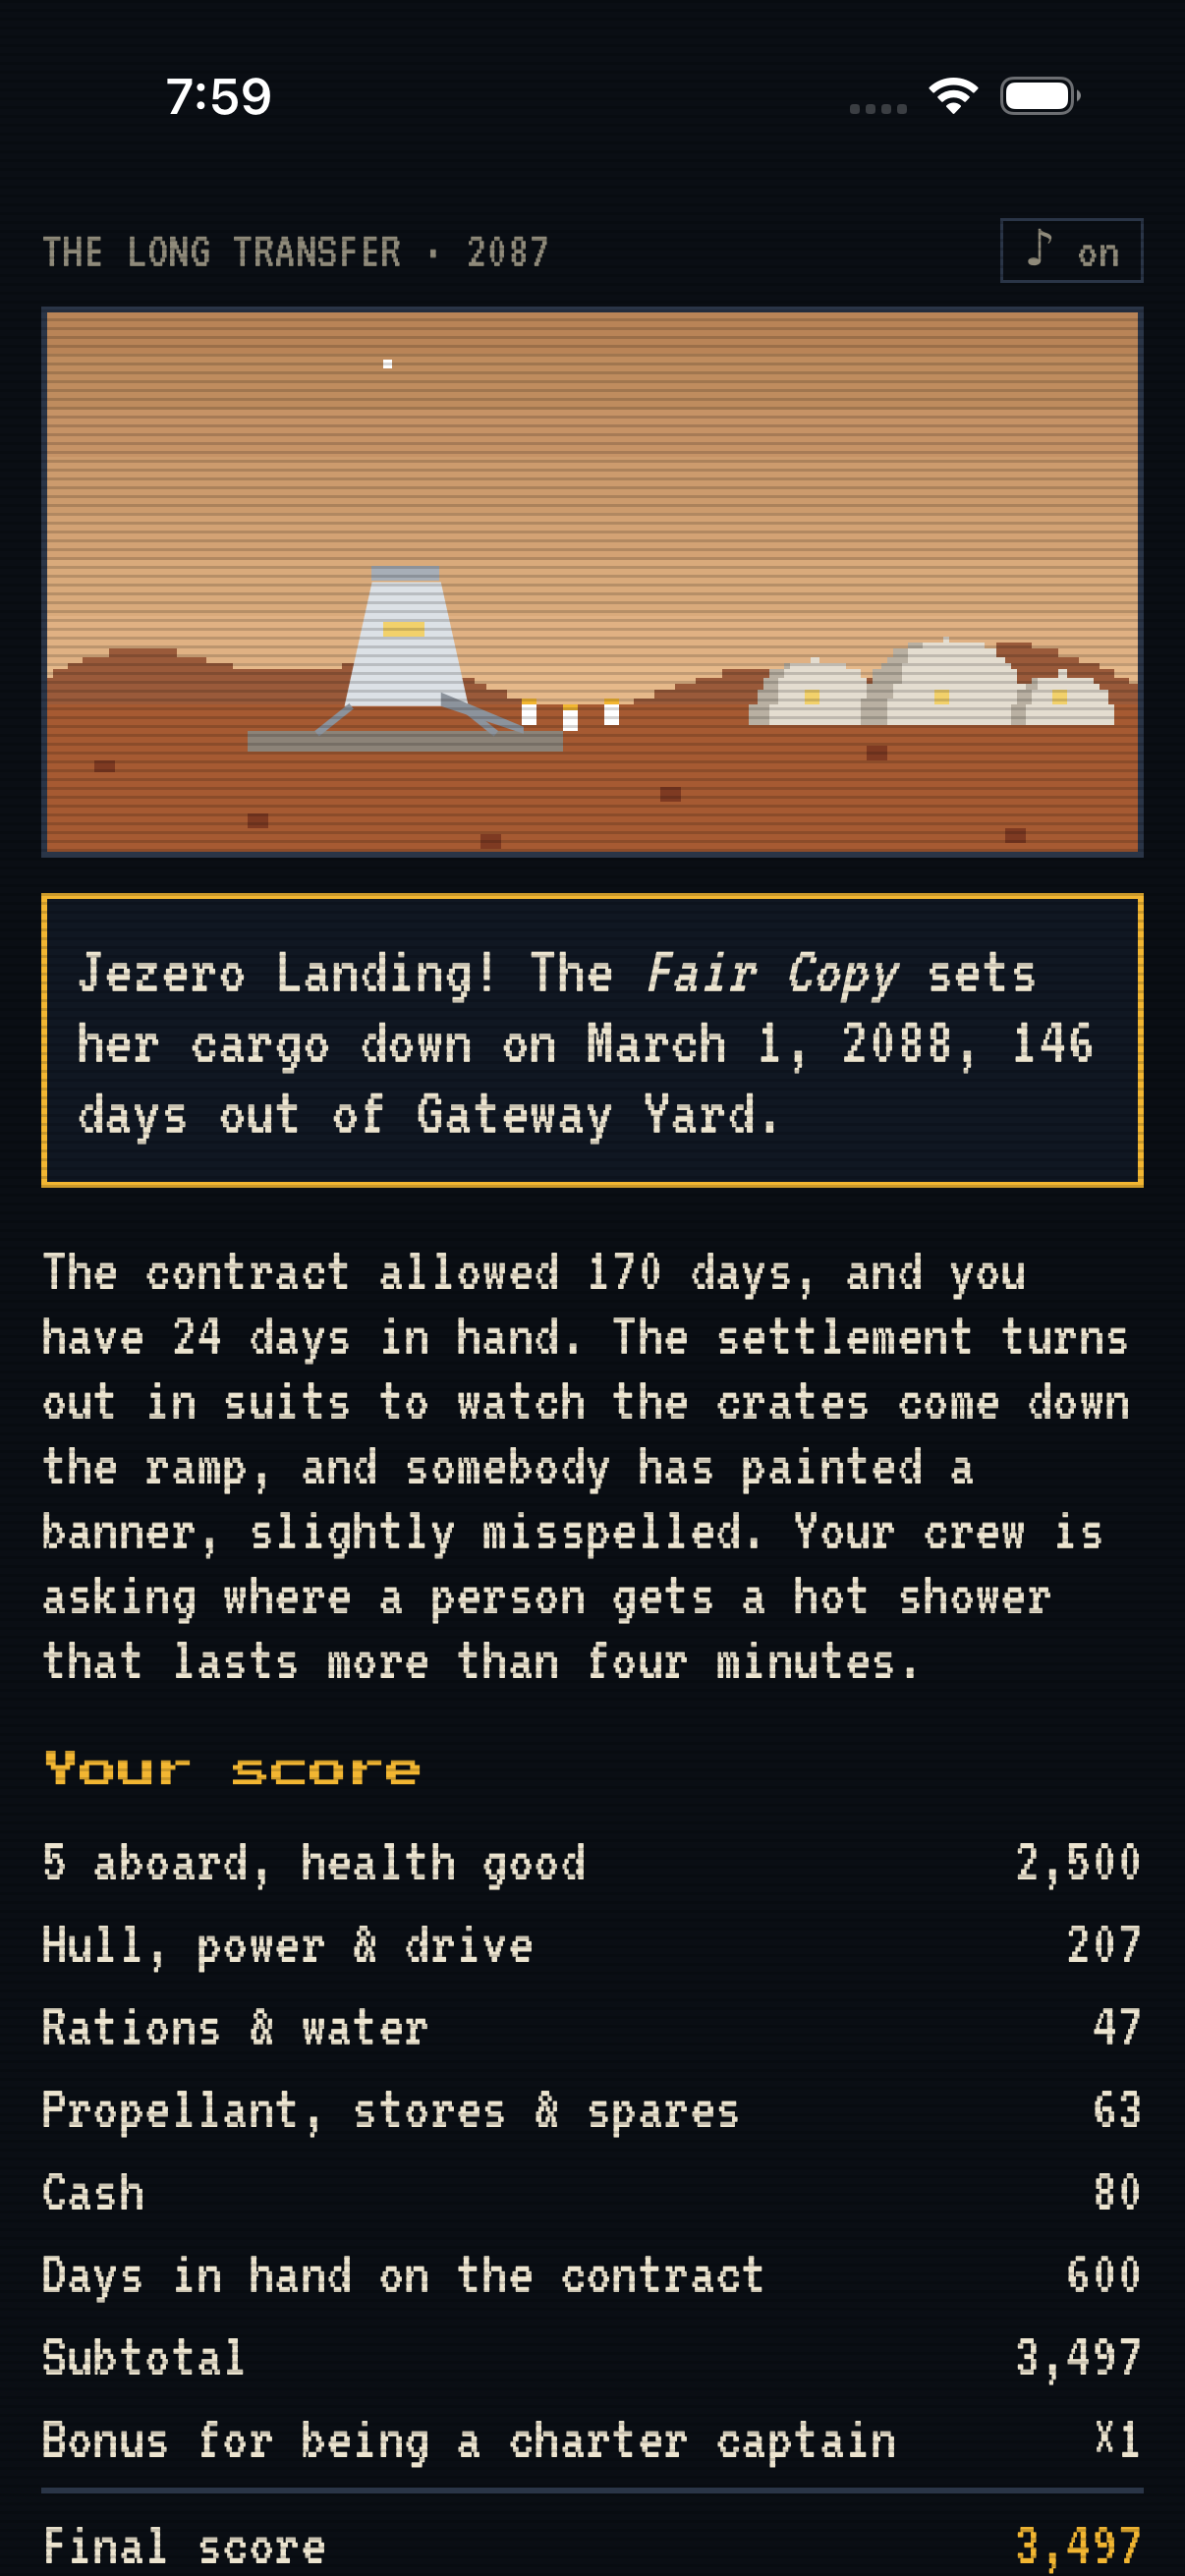 7:59
THE LONG TRANSFER · 2087
♪ on
Jezero Landing! The Fair Copy sets
her cargo down on March 1, 2088, 146
days out of Gateway Yard.
The contract allowed 170 days, and you
have 24 days in hand. The settlement turns
out in suits to watch the crates come down
the ramp, and somebody has painted a
banner, slightly misspelled. Your crew is
asking where a person gets a hot shower
that lasts more than four minutes.
Your score
5 aboard, health good 2,500
Hull, power & drive 207
Rations & water 47
Propellant, stores & spares 63
Cash 80
Days in hand on the contract 600
Subtotal 3,497
Bonus for being a charter captain ×1
Final score 3,497